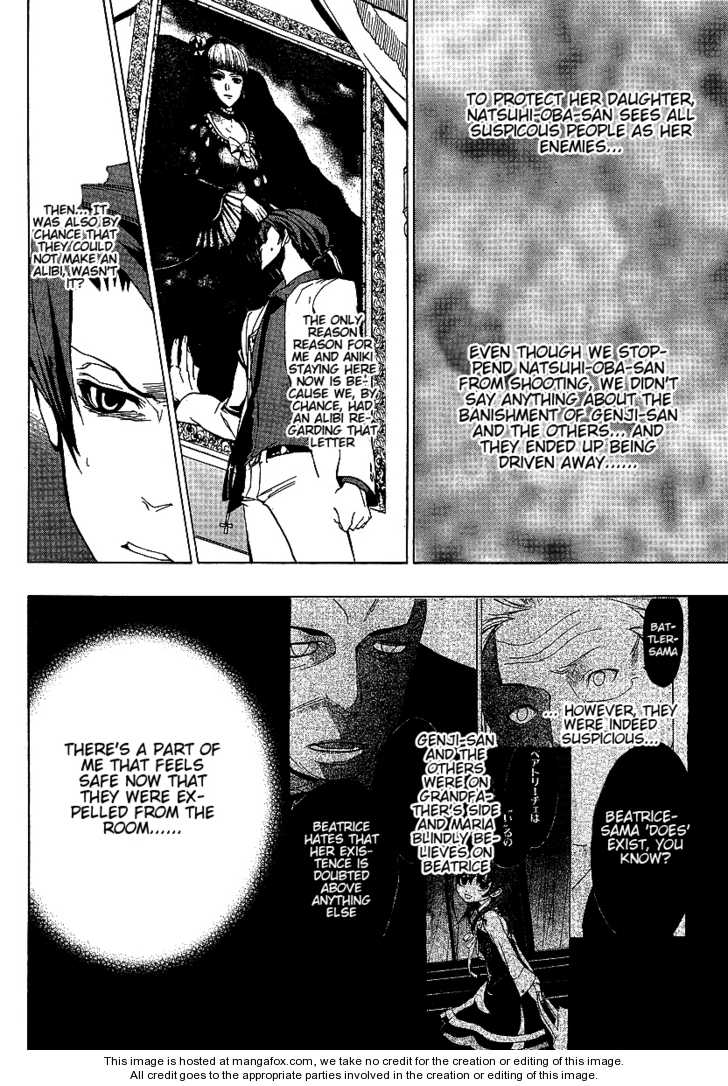 TO PROTECT HER DAUGHTER,
NATSUHI-OBA-SAN SEES ALL
SUSPICOUS PEOPLE AS HER
ENEMIES...
EVEN THOUGH WE STOP-
PEND NATSUHI-OBA-SAN
FROM SHOOTING, WE DIDN'T
SAY ANYTHING ABOUT THE
BANISHMENT OF GENJI-SAN
AND THE OTHERS... AND
THEY ENDED UP BEING
DRIVEN AWAY......
THE ONLY
REASON
REASON FOR
ME AND ANIKI
STAYING HERE
NOW IS BE-
CAUSE WE, BY
CHANCE, HAD
AN ALIBI RE-
GARDING THAT
LETTER
THEN... IT
WAS ALSO BY
CHANCE THAT
THEY COULD
NOT MAKE AN
ALIBI, WASN'T
IT?
BAT-
TLER-
SAMA
... HOWEVER, THEY
WERE INDEED
SUSPICIOUS...
BEATRICE-
SAMA 'DOES'
EXIST, YOU
KNOW?
GENJI-SAN
AND THE
OTHERS
WERE ON
GRANDFA-
THER'S SIDE
AND MARIA
BLINDLY BE-
LIEVES ON
BEATRICE
ベアトリーチェは
いるの
BEATRICE
HATES THAT
HER EXIS-
TENCE IS
DOUBTED
ABOVE
ANYTHING
ELSE
THERE'S A PART OF
ME THAT FEELS
SAFE NOW THAT
THEY WERE EX-
PELLED FROM THE
ROOM......
This image is hosted at mangafox.com, we take no credit for the creation or editing of this image.
All credit goes to the appropriate parties involved in the creation or editing of this image.